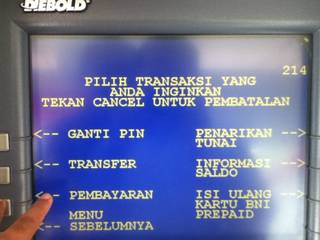 DIEBOLD
214
PILIH TRANSAKSI YANG
ANDA INGINKAN
TEKAN CANCEL UNTUK PEMBATALAN
<-- GANTI PIN
PENARIKAN -->
TUNAI
<-- TRANSFER
INFORMASI -->
SALDO
<-- PEMBAYARAN
ISI ULANG -->
KARTU BNI
PREPAID
MENU
<-- SEBELUMNYA